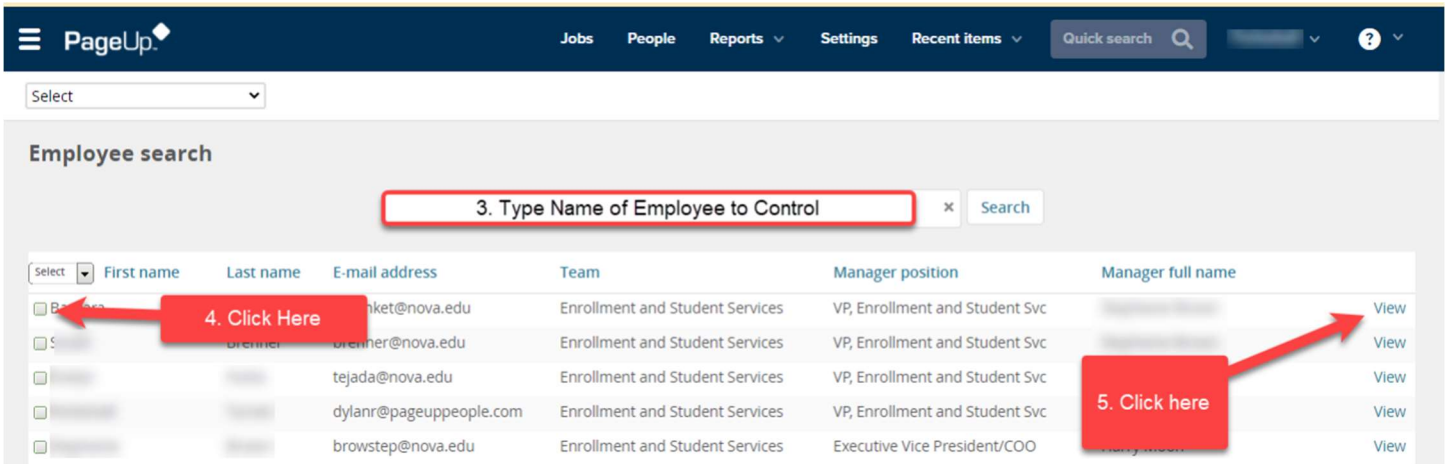 PageUp Jobs People Reports Settings Recent items Quick search ?
Select
Employee search
3. Type Name of Employee to Control × Search
Select First name Last name E-mail address Team Manager position Manager full name
4. Click Here nket@nova.edu Enrollment and Student Services VP, Enrollment and Student Svc View
Brenner brenner@nova.edu Enrollment and Student Services VP, Enrollment and Student Svc View
tejada@nova.edu Enrollment and Student Services VP, Enrollment and Student Svc View
dylanr@pageuppeople.com Enrollment and Student Services VP, Enrollment and Student Svc 5. Click here View
browstep@nova.edu Enrollment and Student Services Executive Vice President/COO View